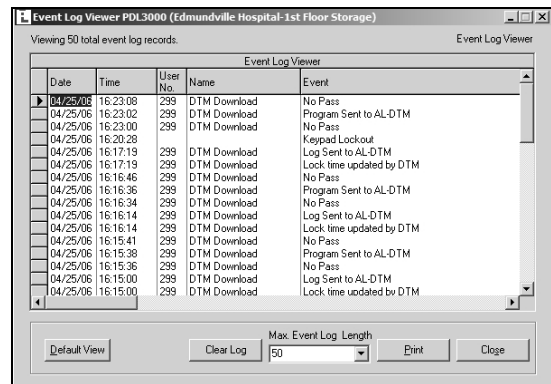 Event Log Viewer PDL3000 (Edmundville Hospital-1st Floor Storage)
Viewing 50 total event log records. Event Log Viewer
Event Log Viewer
Date Time User No. Name Event
04/25/06 16:23:08 299 DTM Download No Pass
04/25/06 16:23:02 299 DTM Download Program Sent to AL-DTM
04/25/06 16:23:00 299 DTM Download No Pass
04/25/06 16:20:28 Keypad Lockout
04/25/06 16:17:19 299 DTM Download Log Sent to AL-DTM
04/25/06 16:17:19 299 DTM Download Lock time updated by DTM
04/25/06 16:16:46 299 DTM Download No Pass
04/25/06 16:16:36 299 DTM Download Program Sent to AL-DTM
04/25/06 16:16:34 299 DTM Download No Pass
04/25/06 16:16:14 299 DTM Download Log Sent to AL-DTM
04/25/06 16:16:14 299 DTM Download Lock time updated by DTM
04/25/06 16:15:41 299 DTM Download No Pass
04/25/06 16:15:38 299 DTM Download Program Sent to AL-DTM
04/25/06 16:15:36 299 DTM Download No Pass
04/25/06 16:15:00 299 DTM Download Log Sent to AL-DTM
04/25/06 16:15:00 299 DTM Download Lock time updated by DTM
Max. Event Log Length
Default View Clear Log 50 Print Close